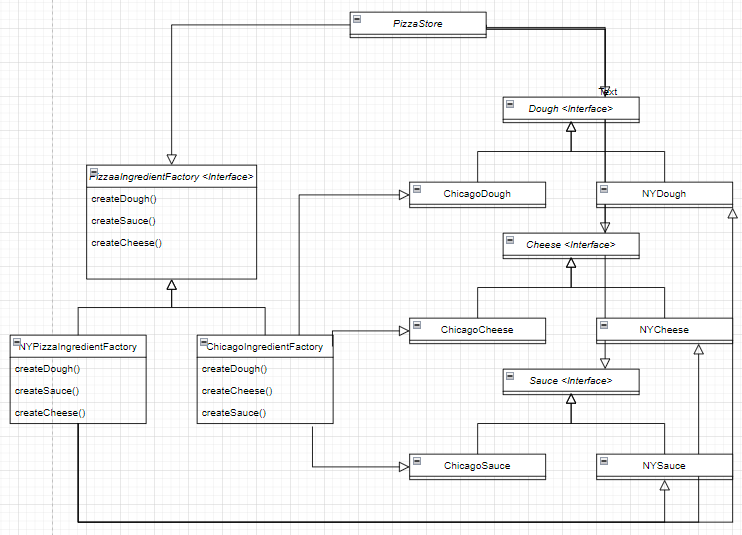 PizzaStore
Text
Dough <Interface>
PizzaaIngredientFactory <Interface>
createDough()
createSauce()
createCheese()
ChicagoDough
NYDough
Cheese <Interface>
ChicagoCheese
NYCheese
NYPizzaIngredientFactory
createDough()
createSauce()
createCheese()
ChicagoIngredientFactory
createDough()
createCheese()
createSauce()
Sauce <Interface>
ChicagoSauce
NYSauce